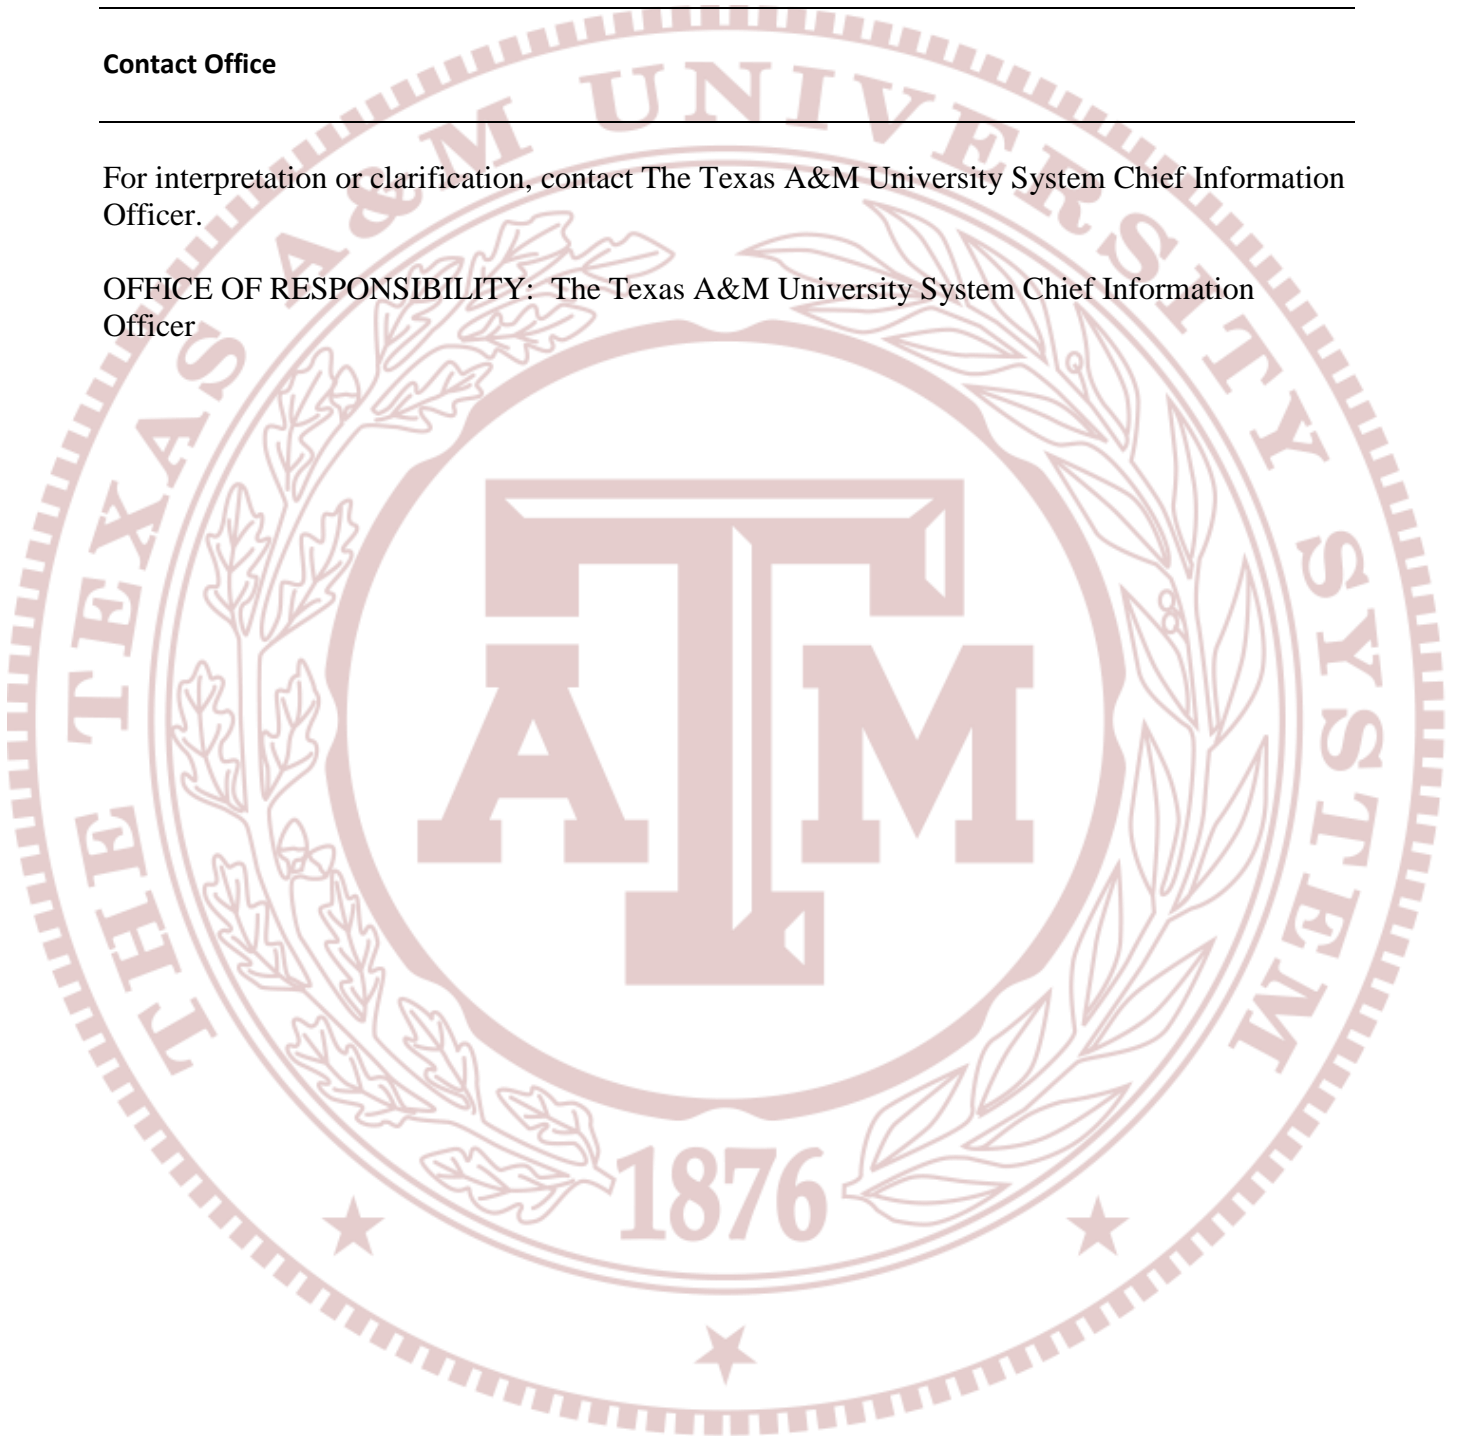 Contact Office
For interpretation or clarification, contact The Texas A&M University System Chief Information
Officer.
OFFICE OF RESPONSIBILITY: The Texas A&M University System Chief Information
Officer
THE TEXAS A&M UNIVERSITY SYSTEM
ATM
1876